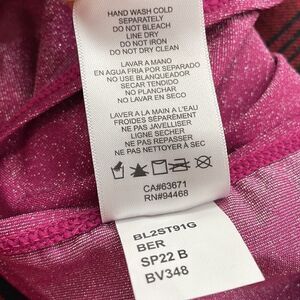 HAND WASH COLD
SEPARATELY
DO NOT BLEACH
LINE DRY
DO NOT IRON
DO NOT DRY CLEAN
LAVAR A MANO
EN AGUA FRIA POR SEPARADO
NO USE BLANQUEADOR
SECAR TENDIDO
NO PLANCHAR
NO LAVAR EN SECO
LAVER A LA MAIN A L'EAU
FROIDES SÉPARÉMENT
NE PAS JAVELLISER
LIGNE SECHER
NE PAS REPASSER
NE PAS NETTOYER À SEC
CA#63671
RN#94468
BL2ST91G
BER
SP22 B
BV348